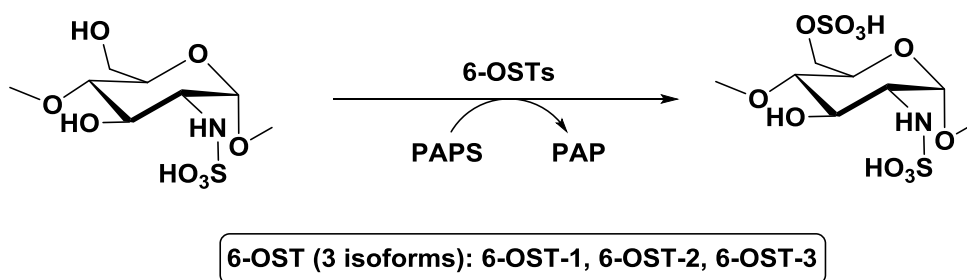 HO
O
O
HO
HN
O
HO₃S
6-OSTs
PAPS
PAP
OSO₃H
O
O
HO
HN
O
HO₃S
6-OST (3 isoforms): 6-OST-1, 6-OST-2, 6-OST-3